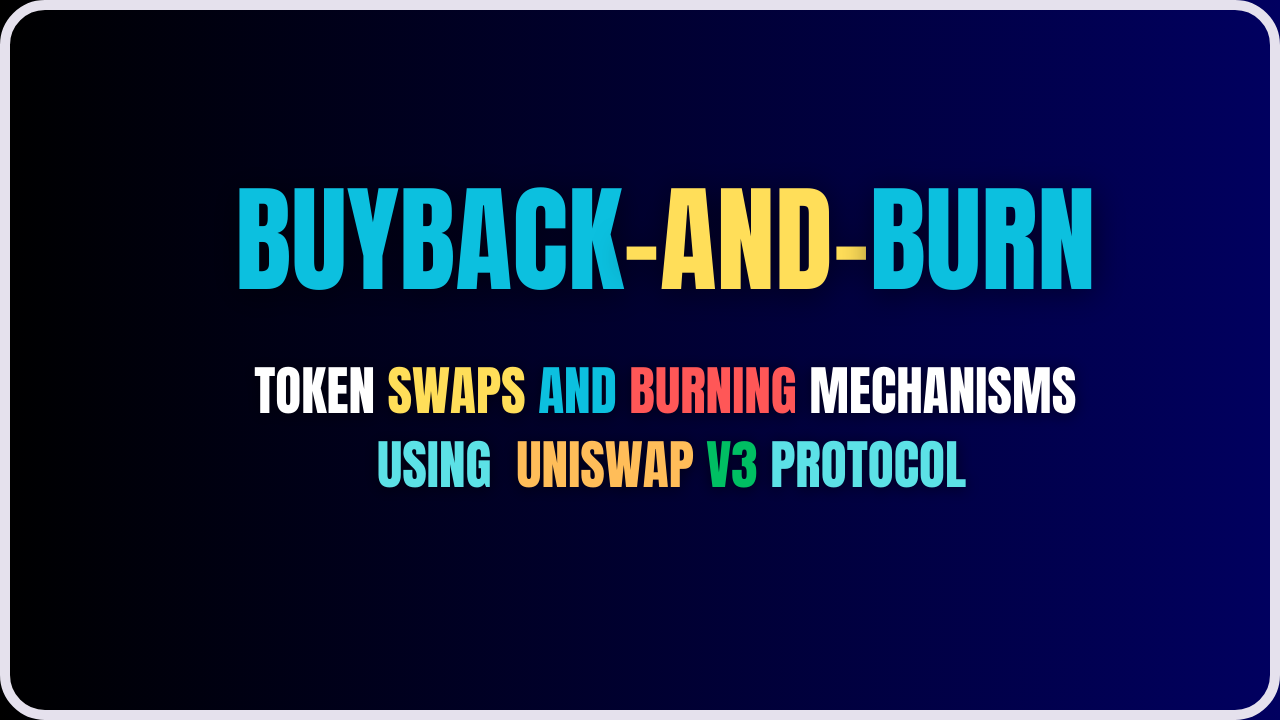 BUYBACK-AND-BURN
TOKEN SWAPS AND BURNING MECHANISMS
USING UNISWAP V3 PROTOCOL